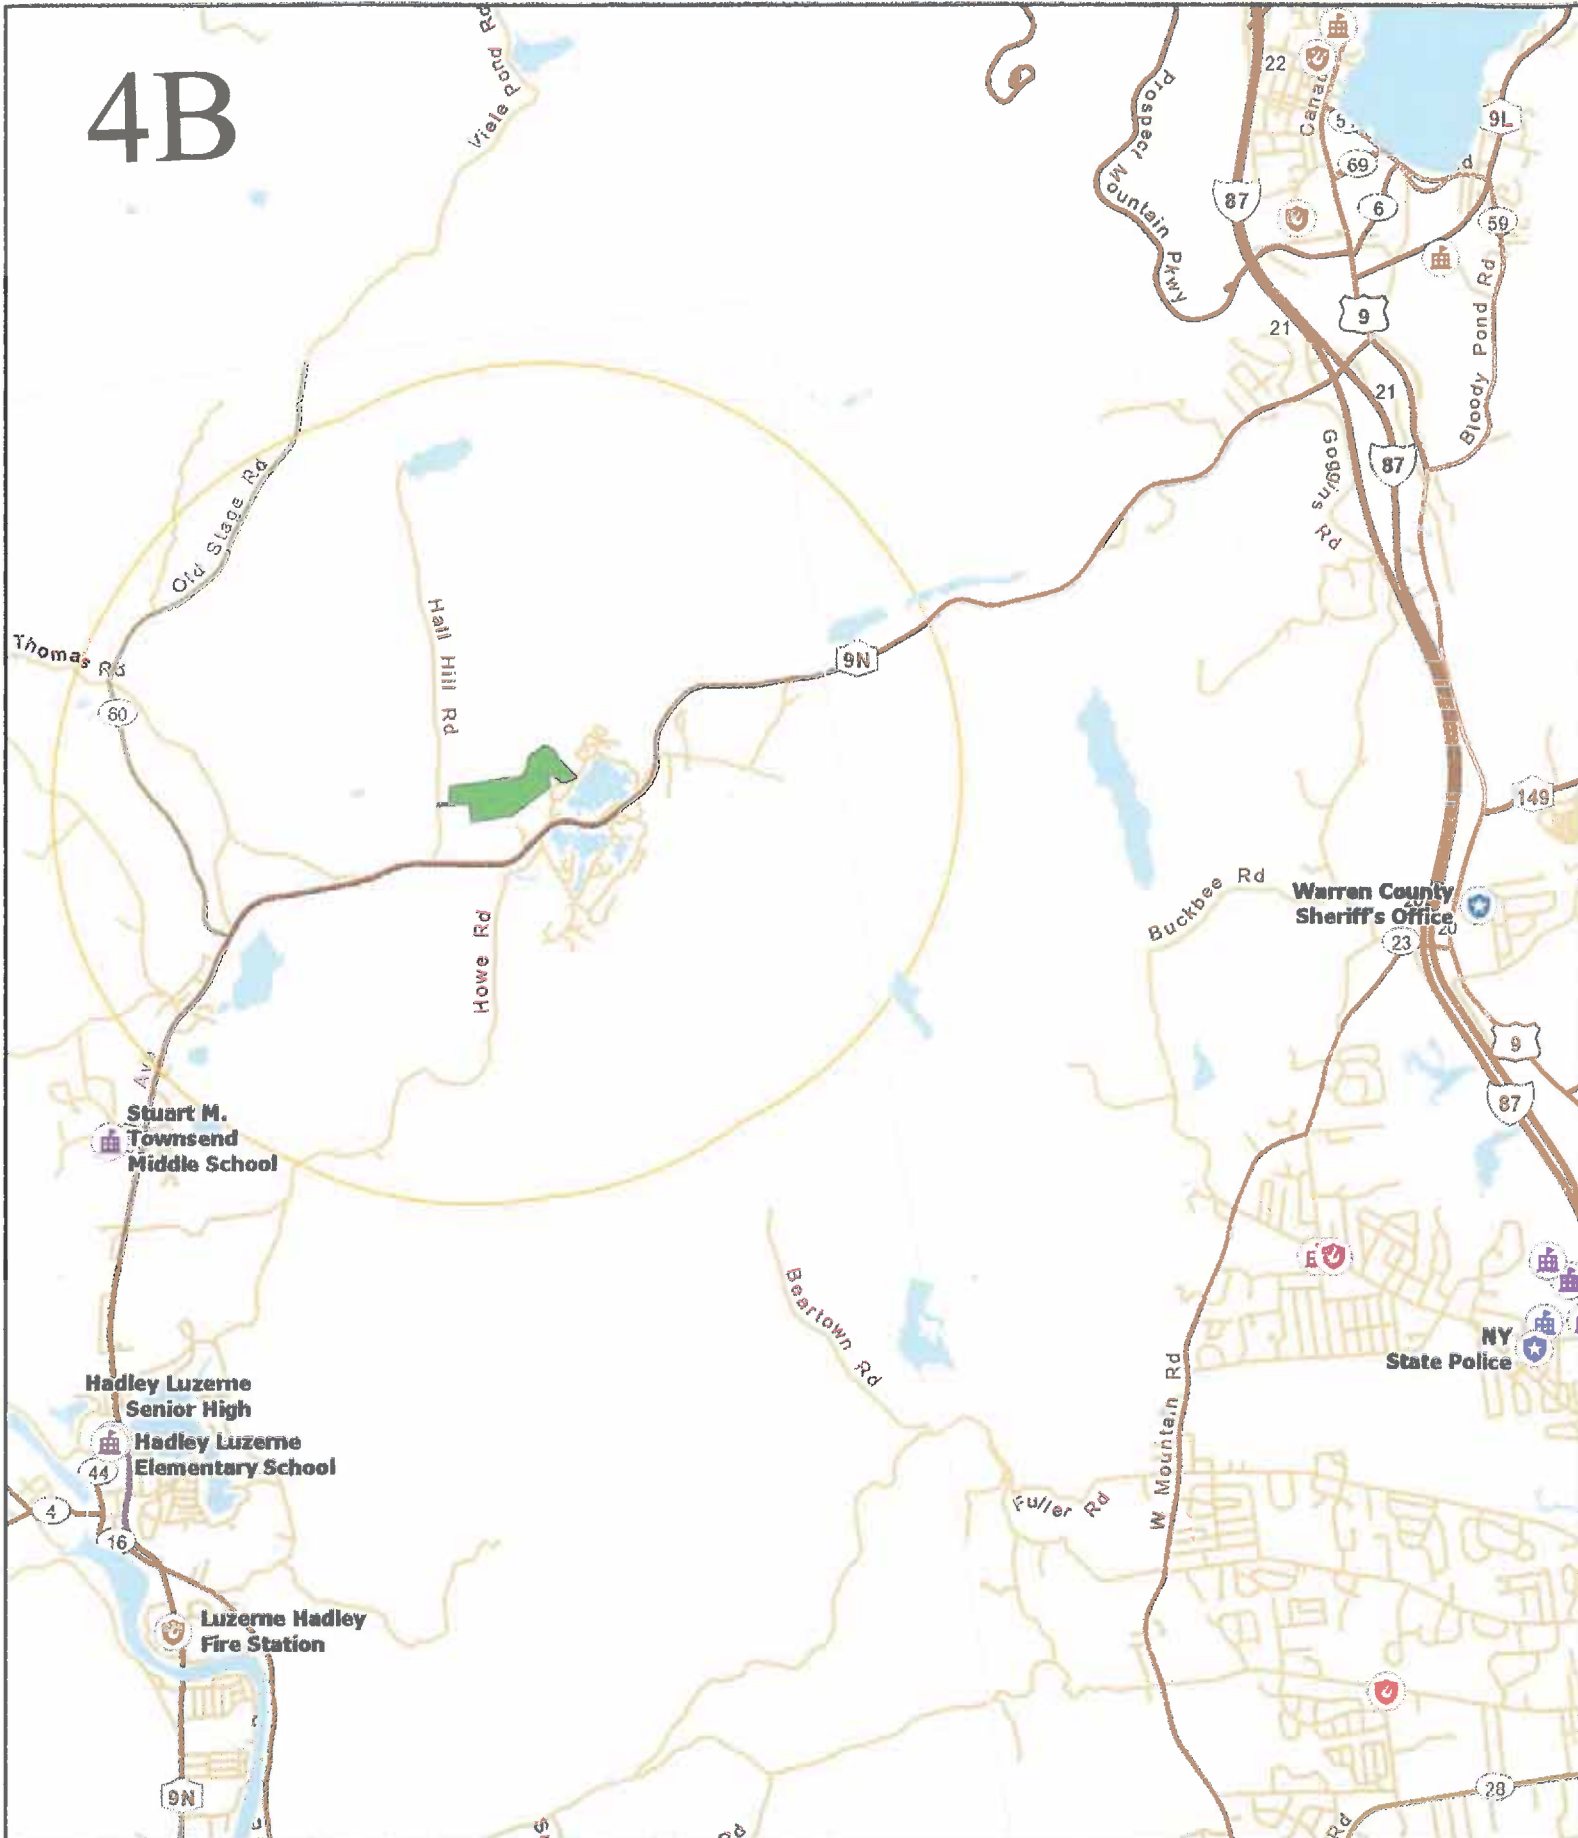 4B
Viele Pond Rd
Prospect Mountain Pkwy
22
9L
69
87
6
59
9
21
21
Bloody Pond Rd
87
Goggins Rd
Old Stage Rd
Hall Hill Rd
Thomas Rd
9N
60
149
Buckbee Rd
Warren County
Sheriff's Office
20
23
Howe Rd
9
87
Stuart M.
Townsend
Middle School
Beartown Rd
NY
State Police
W Mountain Rd
Hadley Luzerne
Senior High
Hadley Luzerne
Elementary School
44
4
Fuller Rd
16
Luzerne Hadley
Fire Station
9N
28
Rd
Rd